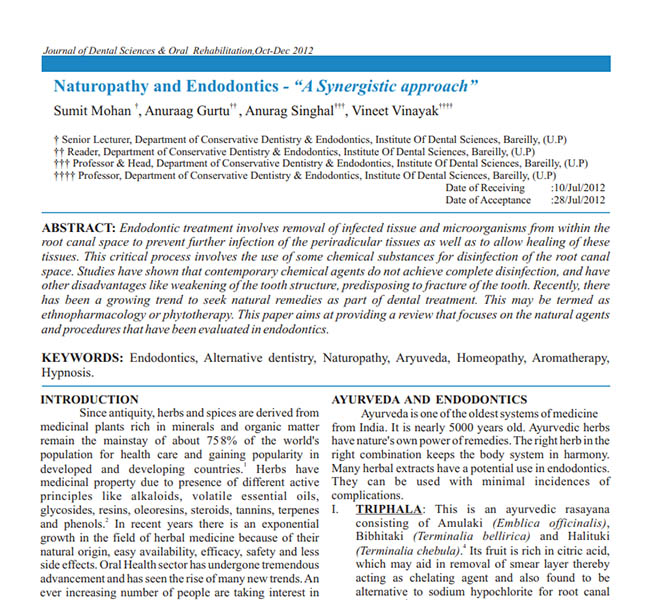 Journal of Dental Sciences & Oral Rehabilitation,Oct-Dec 2012
Naturopathy and Endodontics - “A Synergistic approach”
Sumit Mohan †, Anuraag Gurtu††, Anurag Singhal†††, Vineet Vinayak††††
† Senior Lecturer, Department of Conservative Dentistry & Endodontics, Institute Of Dental Sciences, Bareilly, (U.P)
†† Reader, Department of Conservative Dentistry & Endodontics, Institute Of Dental Sciences, Bareilly, (U.P)
††† Professor & Head, Department of Conservative Dentistry & Endodontics, Institute Of Dental Sciences, Bareilly, (U.P)
†††† Professor, Department of Conservative Dentistry & Endodontics, Institute Of Dental Sciences, Bareilly, (U.P)
Date of Receiving :10/Jul/2012
Date of Acceptance :28/Jul/2012
ABSTRACT: Endodontic treatment involves removal of infected tissue and microorganisms from within the
root canal space to prevent further infection of the periradicular tissues as well as to allow healing of these
tissues. This critical process involves the use of some chemical substances for disinfection of the root canal
space. Studies have shown that contemporary chemical agents do not achieve complete disinfection, and have
other disadvantages like weakening of the tooth structure, predisposing to fracture of the tooth. Recently, there
has been a growing trend to seek natural remedies as part of dental treatment. This may be termed as
ethnopharmacology or phytotherapy. This paper aims at providing a review that focuses on the natural agents
and procedures that have been evaluated in endodontics.
KEYWORDS: Endodontics, Alternative dentistry, Naturopathy, Aryuveda, Homeopathy, Aromatherapy,
Hypnosis.
INTRODUCTION
Since antiquity, herbs and spices are derived from
medicinal plants rich in minerals and organic matter
remain the mainstay of about 758% of the world's
population for health care and gaining popularity in
developed and developing countries.1 Herbs have
medicinal property due to presence of different active
principles like alkaloids, volatile essential oils,
glycosides, resins, oleoresins, steroids, tannins, terpenes
and phenols.2 In recent years there is an exponential
growth in the field of herbal medicine because of their
natural origin, easy availability, efficacy, safety and less
side effects. Oral Health sector has undergone tremendous
advancement and has seen the rise of many new trends. An
ever increasing number of people are taking interest in
AYURVEDA AND ENDODONTICS
Ayurveda is one of the oldest systems of medicine
from India. It is nearly 5000 years old. Ayurvedic herbs
have nature's own power of remedies. The right herb in the
right combination keeps the body system in harmony.
Many herbal extracts have a potential use in endodontics.
They can be used with minimal incidences of
complications.
I. TRIPHALA: This is an ayurvedic rasayana
consisting of Amulaki (Emblica officinalis),
Bibhitaki (Terminalia bellirica) and Halituki
(Terminalia chebula).4 Its fruit is rich in citric acid,
which may aid in removal of smear layer thereby
acting as chelating agent and also found to be
alternative to sodium hypochlorite for root canal